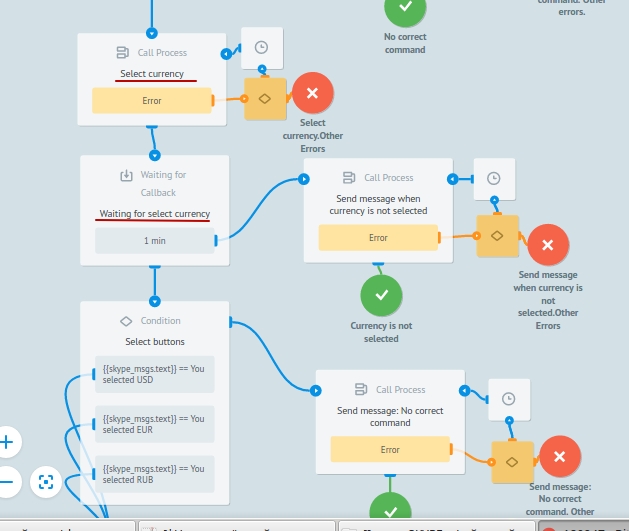 command. Other
errors.
No correct
command
Call Process
Select currency
Error
Select
currency.Other
Errors
Waiting for
Callback
Waiting for select currency
1 min
Call Process
Send message when
currency is not selected
Error
Send message
when currency is
not
selected.Other
Errors
Currency is not
selected
Condition
Select buttons
{{skype_msgs.text}} == You
selected USD
{{skype_msgs.text}} == You
selected EUR
{{skype_msgs.text}} == You
selected RUB
Call Process
Send message: No correct
command
Error
Send message:
No correct
command. Other